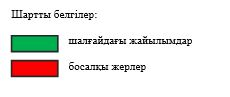 Шартты белгілер:
шалғайдағы жайылымдар
босалқы жерлер